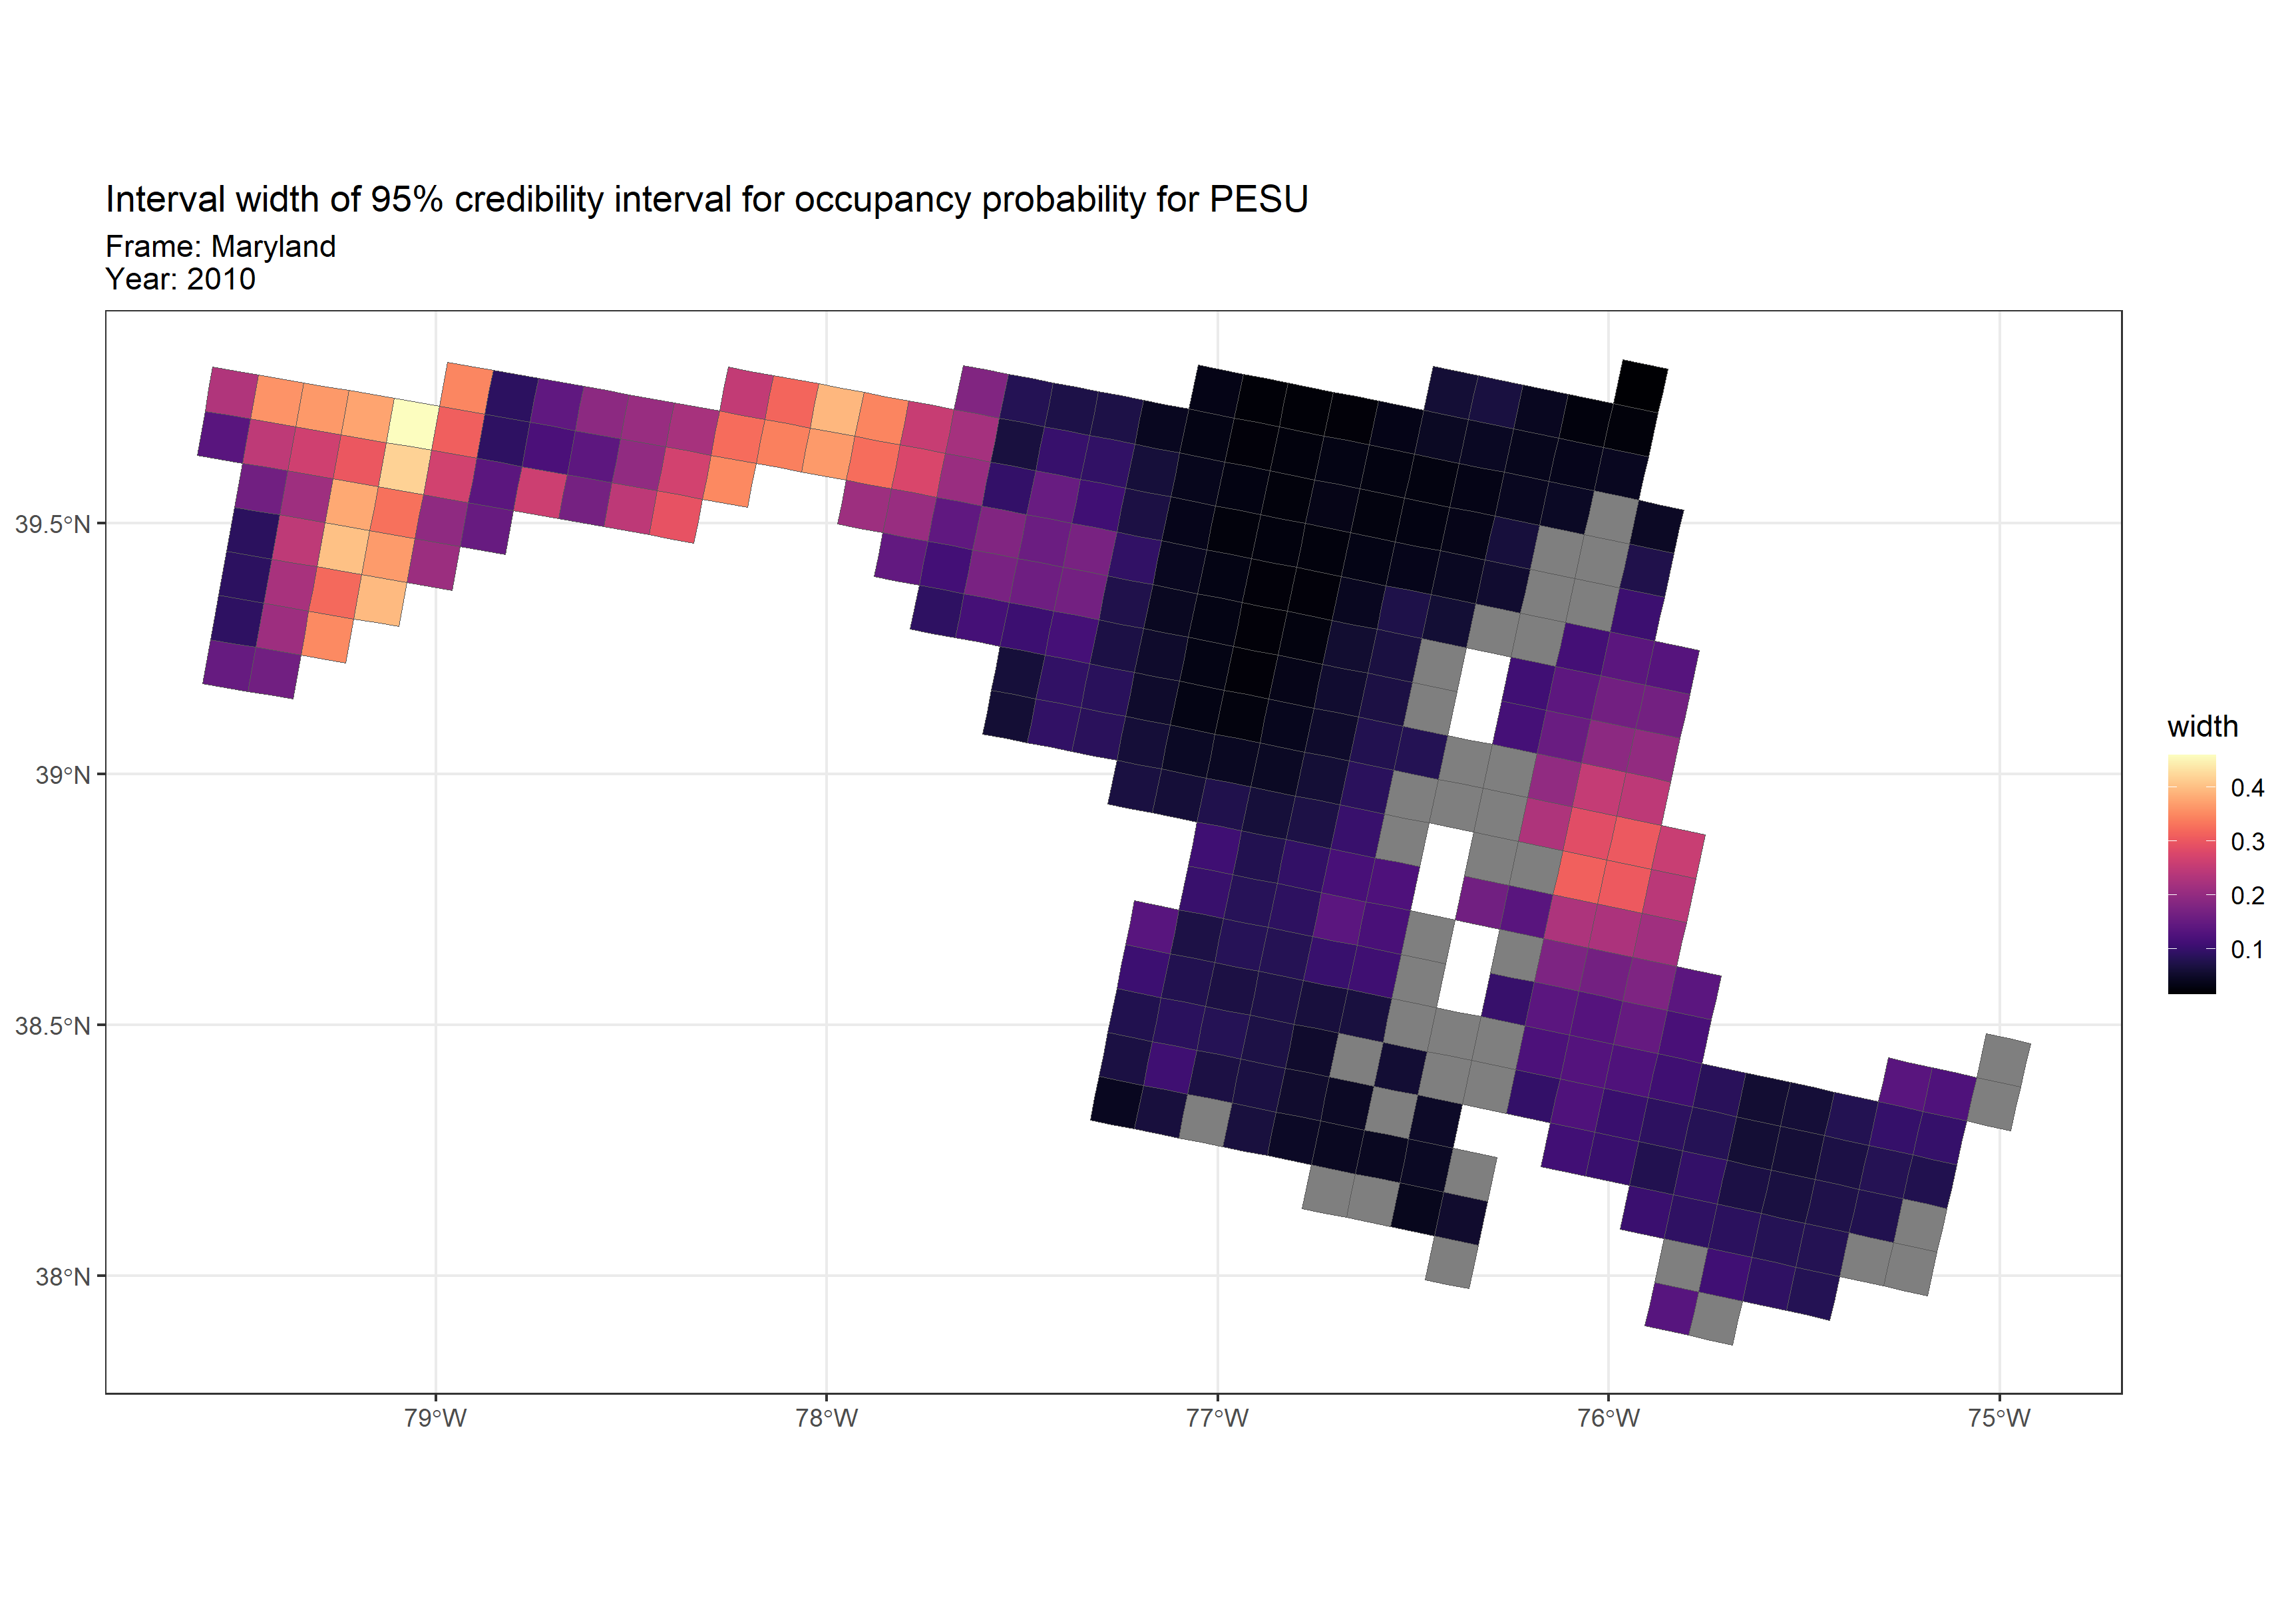 Interval width of 95% credibility interval for occupancy probability for PESU
Frame: Maryland
Year: 2010
39.5°N
39°N
38.5°N
38°N
79°W
78°W
77°W
76°W
75°W
width
0.4
0.3
0.2
0.1